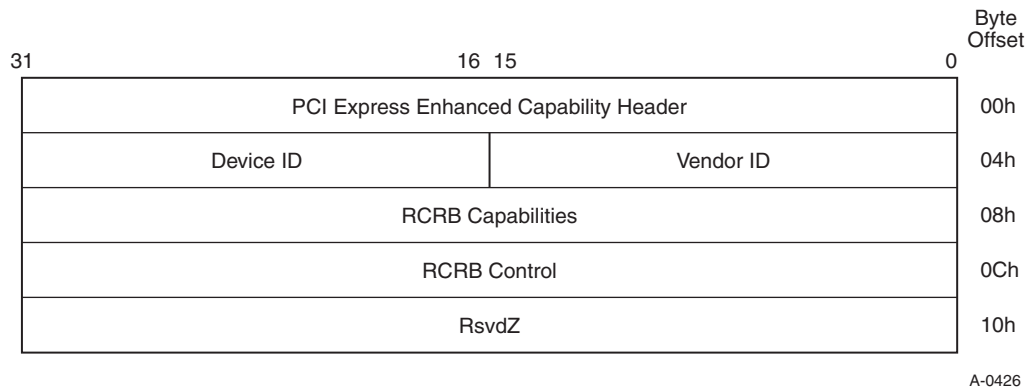 Byte
Offset
31 16 15 0
PCI Express Enhanced Capability Header 00h
Device ID Vendor ID 04h
RCRB Capabilities 08h
RCRB Control 0Ch
RsvdZ 10h
A-0426